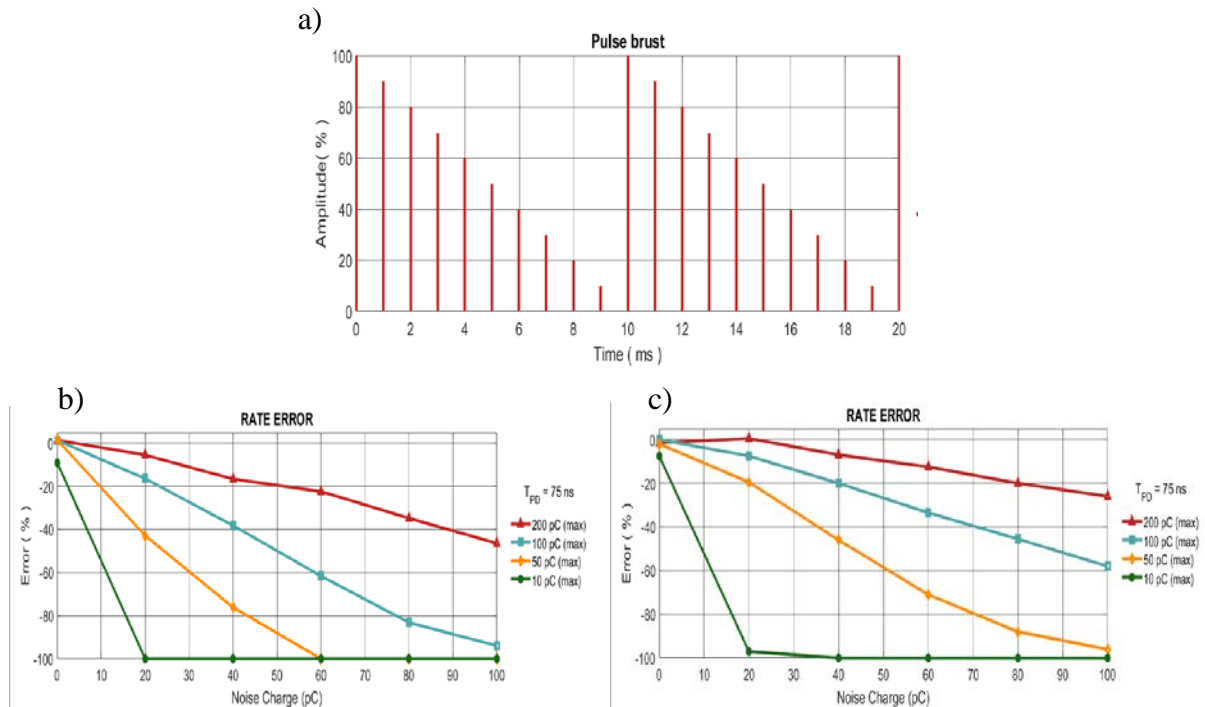 a)
Pulse brust
Amplitude( % )
100
80
60
40
20
0
0 2 4 6 8 10 12 14 16 18 20
Time ( ms )
b)
RATE ERROR
Error ( % )
0
-20
-40
-60
-80
-100
0 10 20 30 40 50 60 70 80 90 100
Noise Charge (pC)
T_PD = 75 ns
200 pC (max)
100 pC (max)
50 pC (max)
10 pC (max)
c)
RATE ERROR
Error ( % )
0
-20
-40
-60
-80
-100
0 10 20 30 40 50 60 70 80 90 100
Noise Charge (pC)
T_PD = 75 ns
200 pC (max)
100 pC (max)
50 pC (max)
10 pC (max)